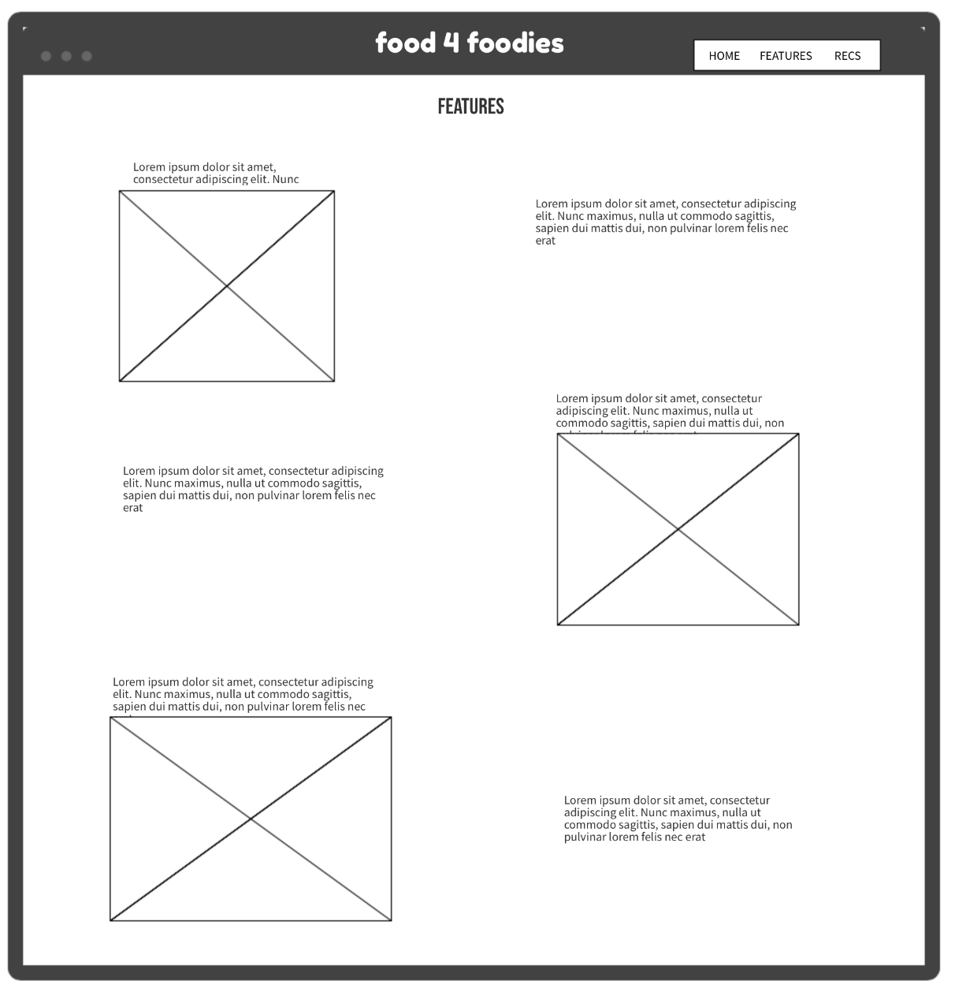 food 4 foodies
HOME FEATURES RECS
FEATURES
Lorem ipsum dolor sit amet,
consectetur adipiscing elit. Nunc
Lorem ipsum dolor sit amet, consectetur adipiscing
elit. Nunc maximus, nulla ut commodo sagittis,
sapien dui mattis dui, non pulvinar lorem felis nec
erat
Lorem ipsum dolor sit amet, consectetur
adipiscing elit. Nunc maximus, nulla ut
commodo sagittis, sapien dui mattis dui, non
Lorem ipsum dolor sit amet, consectetur adipiscing
elit. Nunc maximus, nulla ut commodo sagittis,
sapien dui mattis dui, non pulvinar lorem felis nec
erat
Lorem ipsum dolor sit amet, consectetur adipiscing
elit. Nunc maximus, nulla ut commodo sagittis,
sapien dui mattis dui, non pulvinar lorem felis nec
Lorem ipsum dolor sit amet, consectetur
adipiscing elit. Nunc maximus, nulla ut
commodo sagittis, sapien dui mattis dui, non
pulvinar lorem felis nec erat